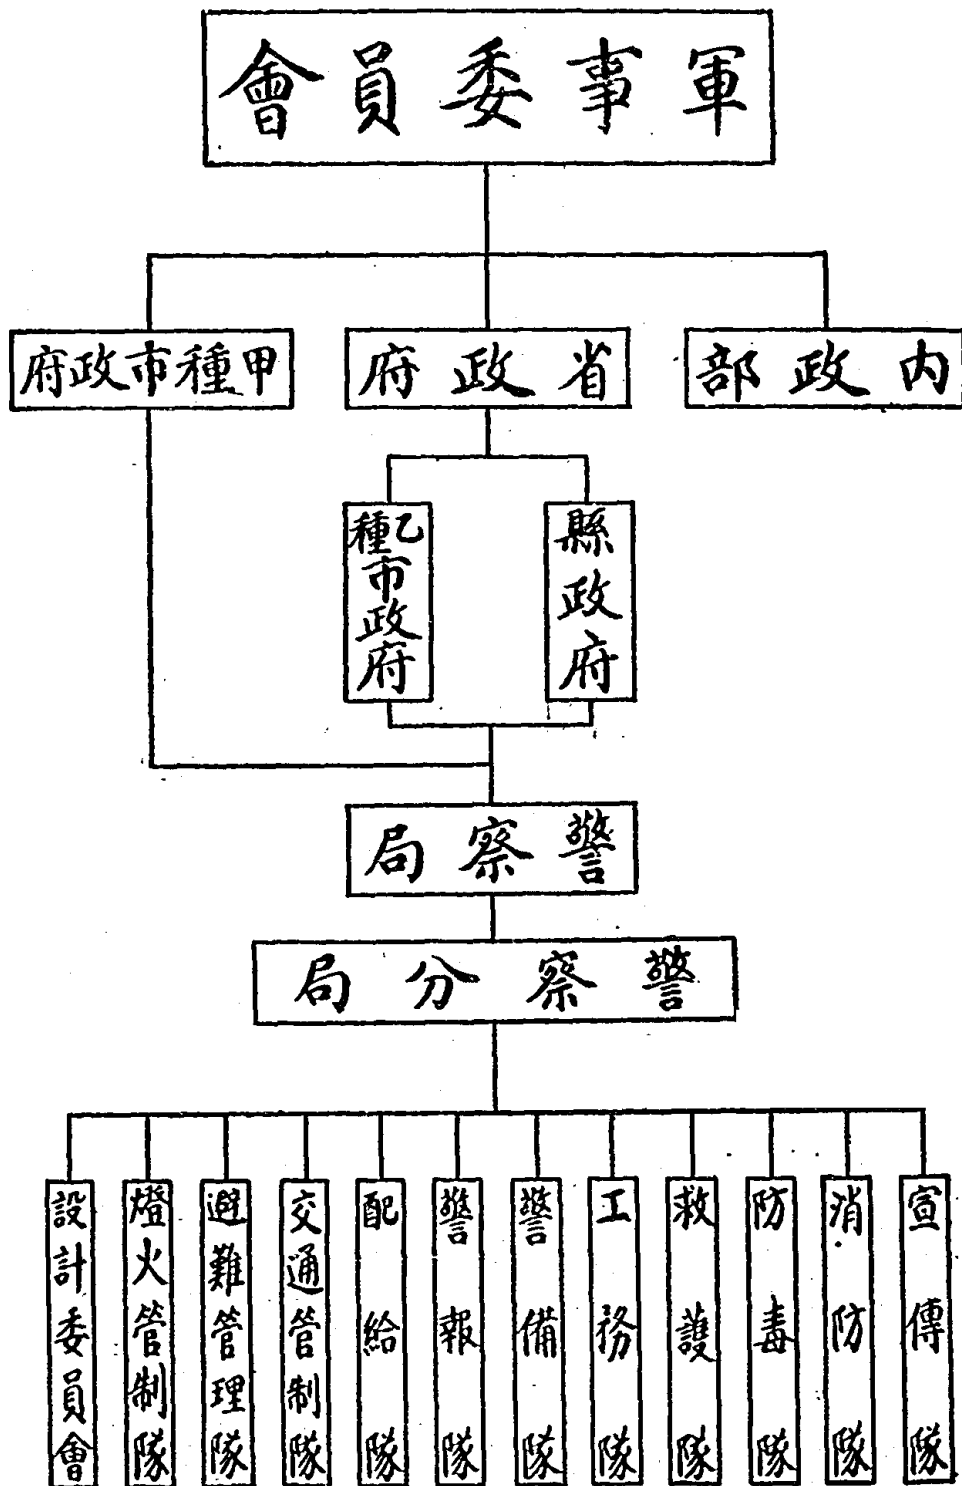 軍事委員會
內政部
省政府
甲種市政府
縣政府
乙種市政府
警察局
警察分局
宣傳隊
消防隊
防毒隊
救護隊
工務隊
警備隊
警報隊
配給隊
交通管制隊
避難管理隊
燈火管制隊
設計委員會